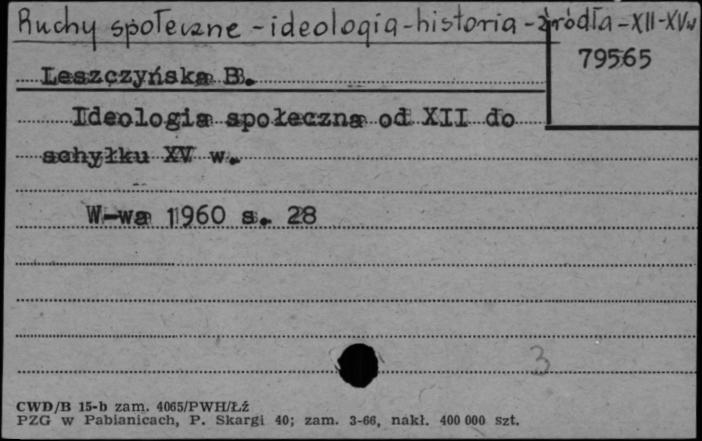 Ruchy społeczne - ideologia - historia - źródła - XII-XVw
79565
Leszczyńska B.
Ideologia społeczna od XII do
schyłku XV w.
W-wa 1960 s. 28
3
CWD/B 15-b zam. 4065/PWH/Łź
PZG w Pabianicach, P. Skargi 40; zam. 3-66, nakł. 400 000 szt.